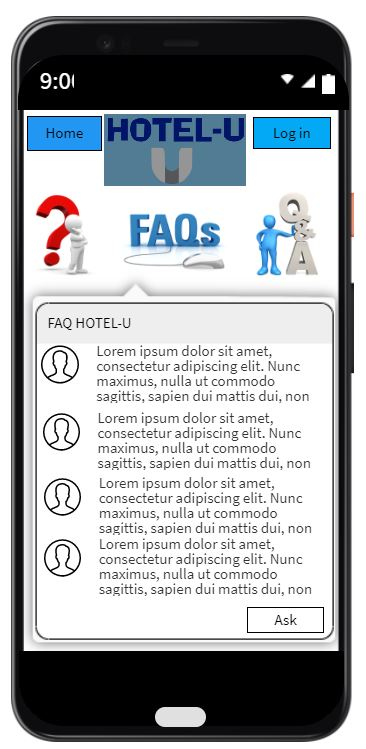 9:00
Home
HOTEL-U
Log in
U
?
FAQs
Q
&
A
FAQ HOTEL-U
Lorem ipsum dolor sit amet,
consectetur adipiscing elit. Nunc
maximus, nulla ut commodo
sagittis, sapien dui mattis dui, non
Lorem ipsum dolor sit amet,
consectetur adipiscing elit. Nunc
maximus, nulla ut commodo
sagittis, sapien dui mattis dui, non
Lorem ipsum dolor sit amet,
consectetur adipiscing elit. Nunc
maximus, nulla ut commodo
sagittis, sapien dui mattis dui, non
Lorem ipsum dolor sit amet,
consectetur adipiscing elit. Nunc
maximus, nulla ut commodo
sagittis, sapien dui mattis dui, non
Ask